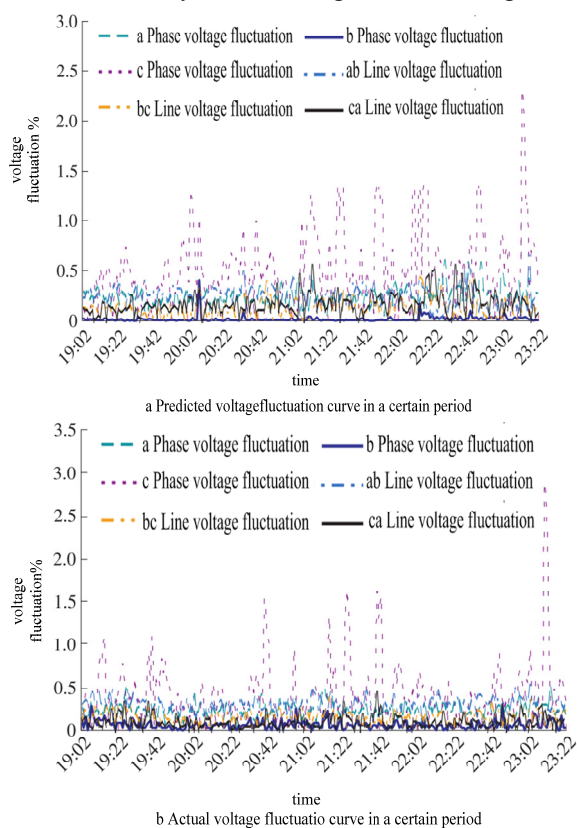 3.0
a Phase voltage fluctuation b Phase voltage fluctuation
2.5
c Phase voltage fluctuation ab Line voltage fluctuation
2.0
bc Line voltage fluctuation ca Line voltage fluctuation
voltage
fluctuation %
1.5
1.0
0.5
0
19:02 19:22 19:42 20:02 20:22 20:42 21:02 21:22 21:42 22:02 22:22 22:42 23:02 23:22
time
a Predicted voltagefluctuation curve in a certain period
3.5
a Phase voltage fluctuation b Phase voltage fluctuation
3.0
c Phase voltage fluctuation ab Line voltage fluctuation
2.5
bc Line voltage fluctuation ca Line voltage fluctuation
2.0
voltage
fluctuation%
1.5
1.0
0.5
0
19:02 19:22 19:42 20:02 20:22 20:42 21:02 21:22 21:42 22:02 22:22 22:42 23:02 23:22
time
b Actual voltage fluctuatio curve in a certain period